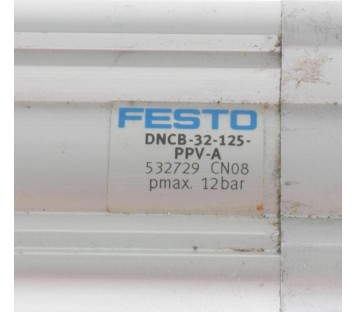 FESTO
DNCB-32-125-
PPV-A
532729 CN08
pmax. 12bar